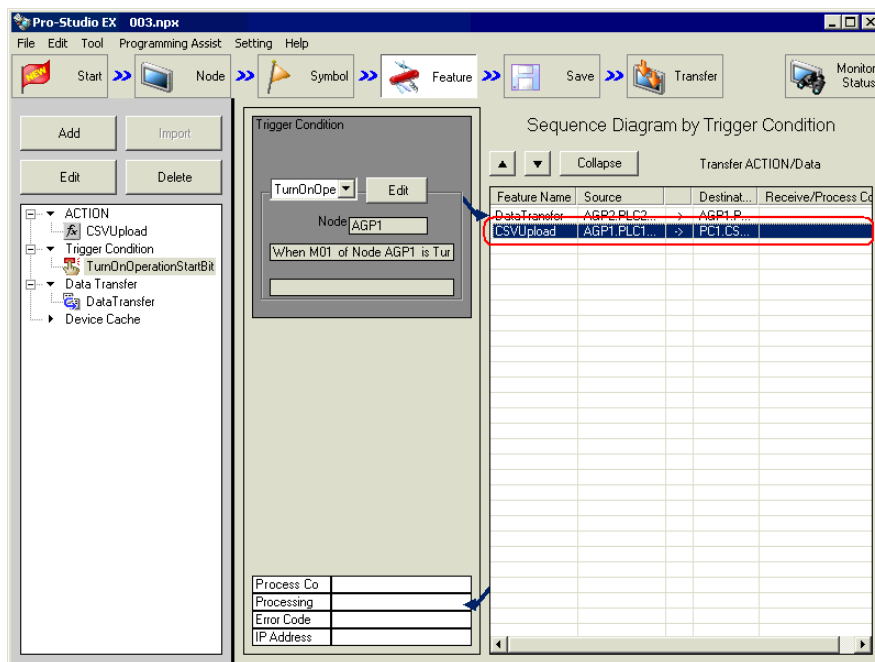 Pro-Studio EX 003.npx
File Edit Tool Programming Assist Setting Help
NEW Start Node Symbol Feature Save Transfer Monitor Status
Add Import
Edit Delete
ACTION
fx CSVUpload
Trigger Condition
TurnOnOperationStartBit
Data Transfer
DataTransfer
Device Cache
Trigger Condition
TurnOnOpe Edit
Node AGP1
When M01 of Node AGP1 is Tur
Process Co
Processing
Error Code
IP Address
Sequence Diagram by Trigger Condition
Collapse Transfer ACTION/Data
Feature Name Source Destinat... Receive/Process Co
DataTransfer AGP2.PLC2... -> AGP1.P...
CSVUpload AGP1.PLC1... -> PC1.CS...